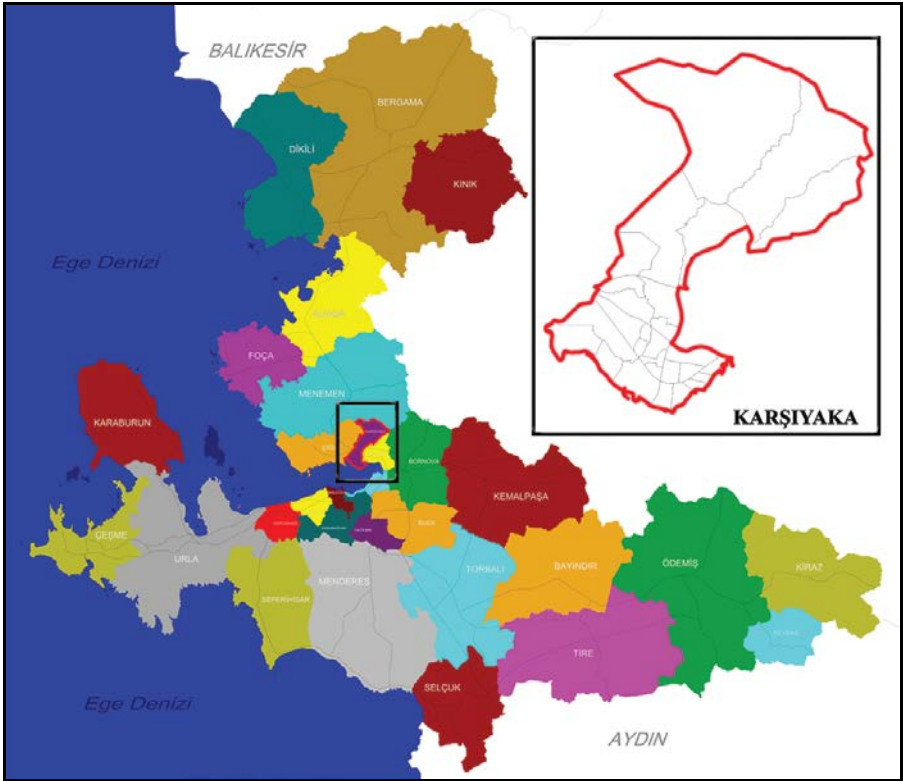 BALIKESİR
BERGAMA
DİKİLİ
KINIK
Ege Denizi
ALİAĞA
FOÇA
MENEMEN
KARŞIYAKA
KARABURUN
BORNOVA
KEMALPAŞA
ÇEŞME
URLA
BUCA
ÖDEMİŞ
KİRAZ
TORBALI
BAYINDIR
MENDERES
SEFERİHİSAR
TİRE
SELÇUK
Ege Denizi
AYDIN